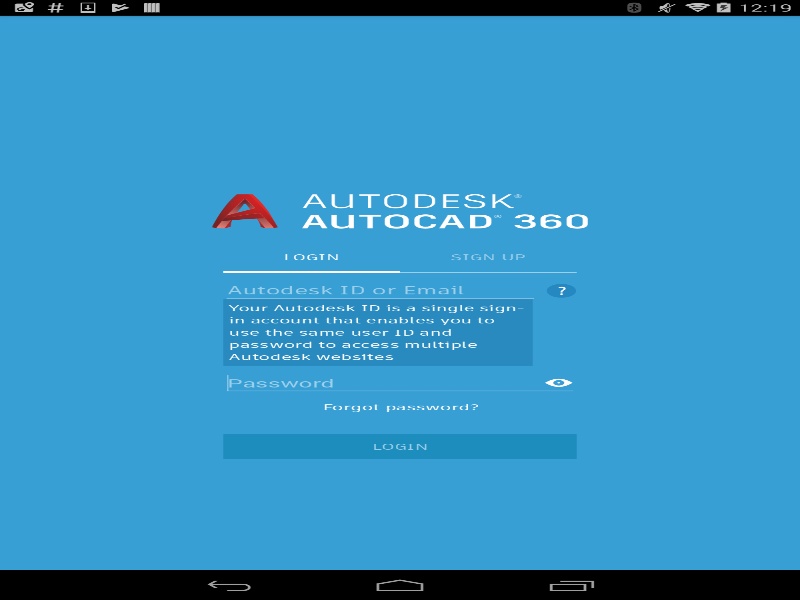 # 12:19
AUTODESK®
AUTOCAD® 360
LOGIN SIGN UP
Autodesk ID or Email ?
Your Autodesk ID is a single sign-
in account that enables you to
use the same user ID and
password to access multiple
Autodesk websites
Password
Forgot password?
LOGIN